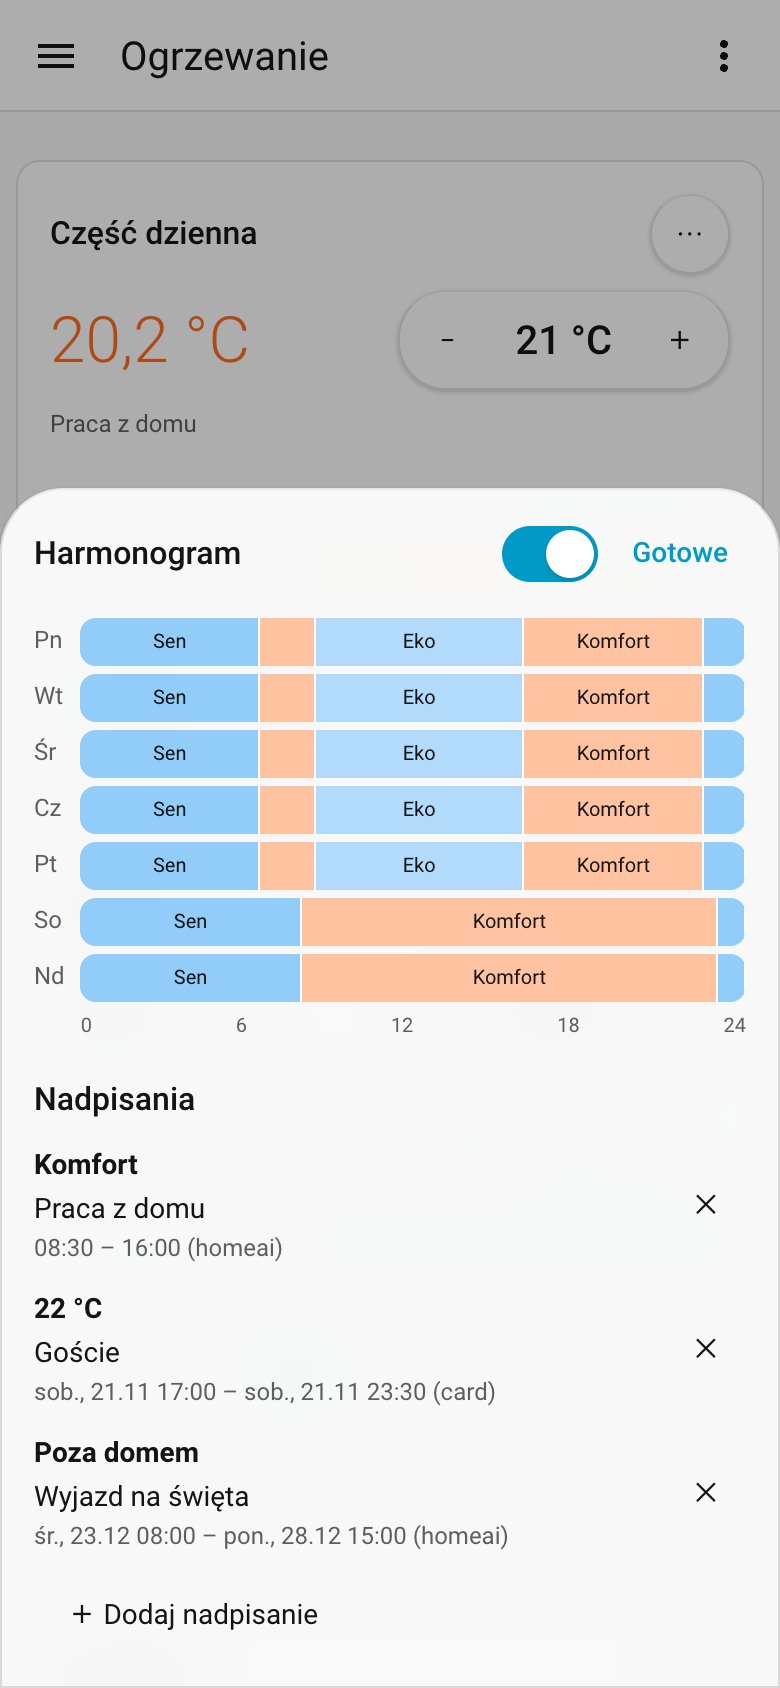 Ogrzewanie
Część dzienna
...
20,2 °C
- 21 °C +
Praca z domu
Harmonogram Gotowe
Pn Sen Eko Komfort
Wt Sen Eko Komfort
Śr Sen Eko Komfort
Cz Sen Eko Komfort
Pt Sen Eko Komfort
So Sen Komfort
Nd Sen Komfort
0 6 12 18 24
Nadpisania
Komfort
Praca z domu
08:30 – 16:00 (homeai)
22 °C
Goście
sob., 21.11 17:00 – sob., 21.11 23:30 (card)
Poza domem
Wyjazd na święta
śr., 23.12 08:00 – pon., 28.12 15:00 (homeai)
+ Dodaj nadpisanie